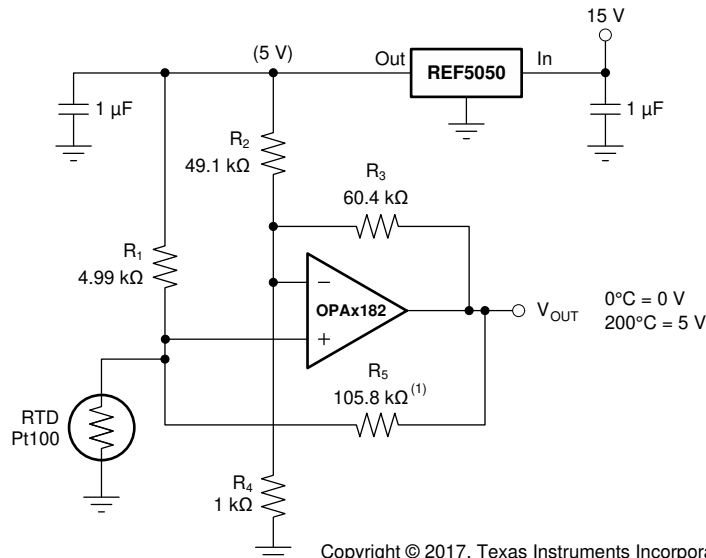 15 V
(5 V)
Out
REF5050
In
1 µF
1 µF
R2
49.1 kΩ
R3
60.4 kΩ
R1
4.99 kΩ
−
OPAx182
+
VOUT
0°C = 0 V
200°C = 5 V
R5
105.8 kΩ(1)
RTD
Pt100
R4
1 kΩ
Copyright © 2017, Texas Instruments Incorpora